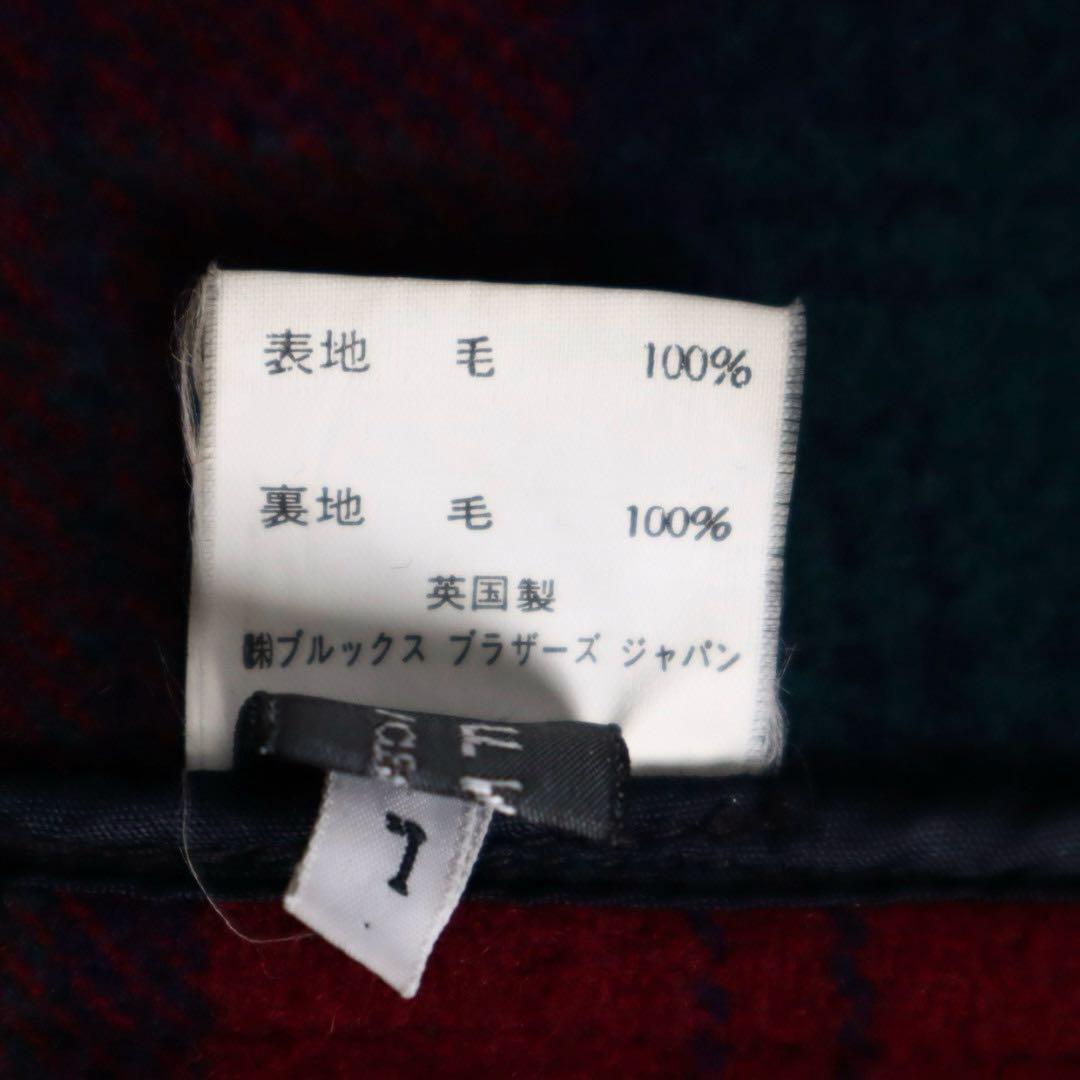 表地 毛 100%
裏地 毛 100%
英国製
㈱ブルックス ブラザーズ ジャパン